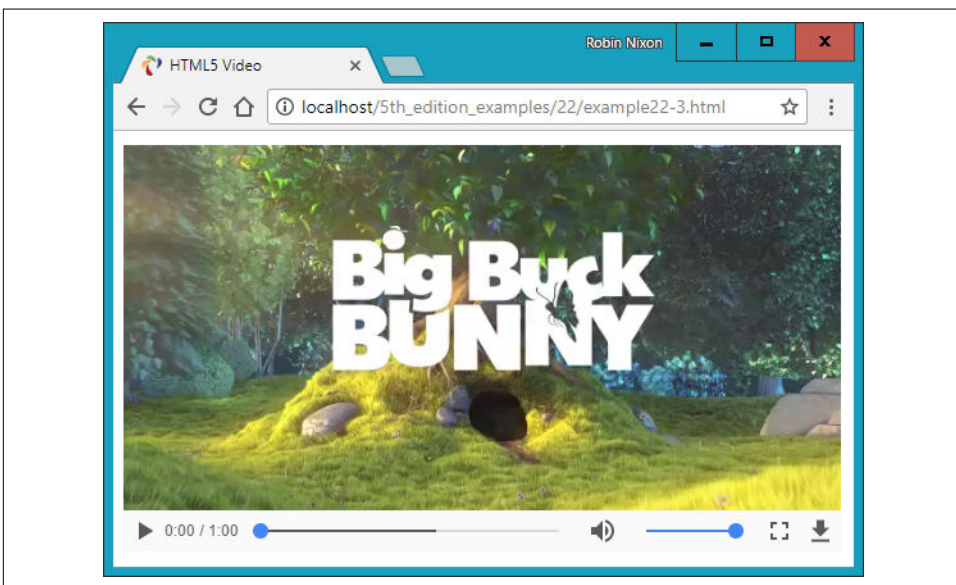 Robin Nixon
HTML5 Video
localhost/5th_edition_examples/22/example22-3.html
Big Buck
BUNNY
0:00 / 1:00